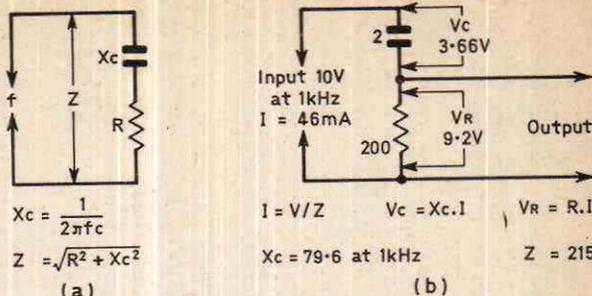 Xc
f
Z
R
Xc = 1 / 2πfc
Z = √R² + Xc²
(a)
2
Vc
3·66V
Input 10V
at 1kHz
I = 46mA
200
VR
9·2V
Output
I = V/Z Vc = Xc.I VR = R.I
Xc = 79·6 at 1kHz Z = 215
(b)